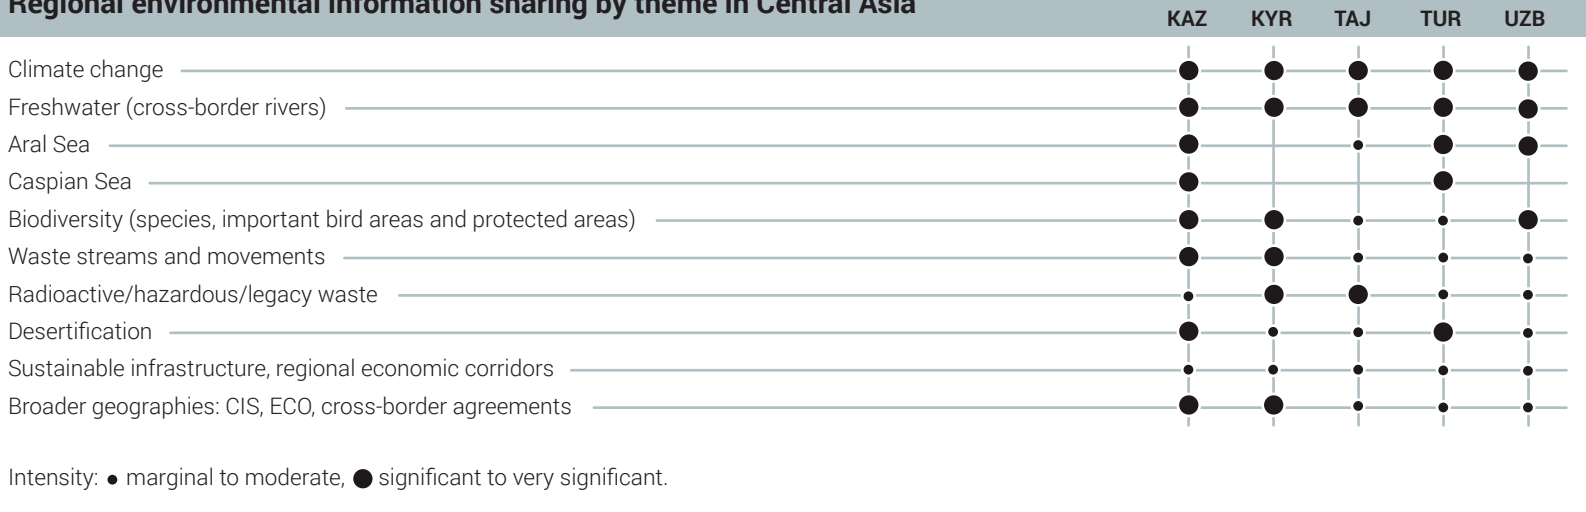 Regional environmental information sharing by theme in Central Asia
KAZ KYR TAJ TUR UZB
Climate change
Freshwater (cross-border rivers)
Aral Sea
Caspian Sea
Biodiversity (species, important bird areas and protected areas)
Waste streams and movements
Radioactive/hazardous/legacy waste
Desertification
Sustainable infrastructure, regional economic corridors
Broader geographies: CIS, ECO, cross-border agreements
Intensity: ● marginal to moderate, ● significant to very significant.